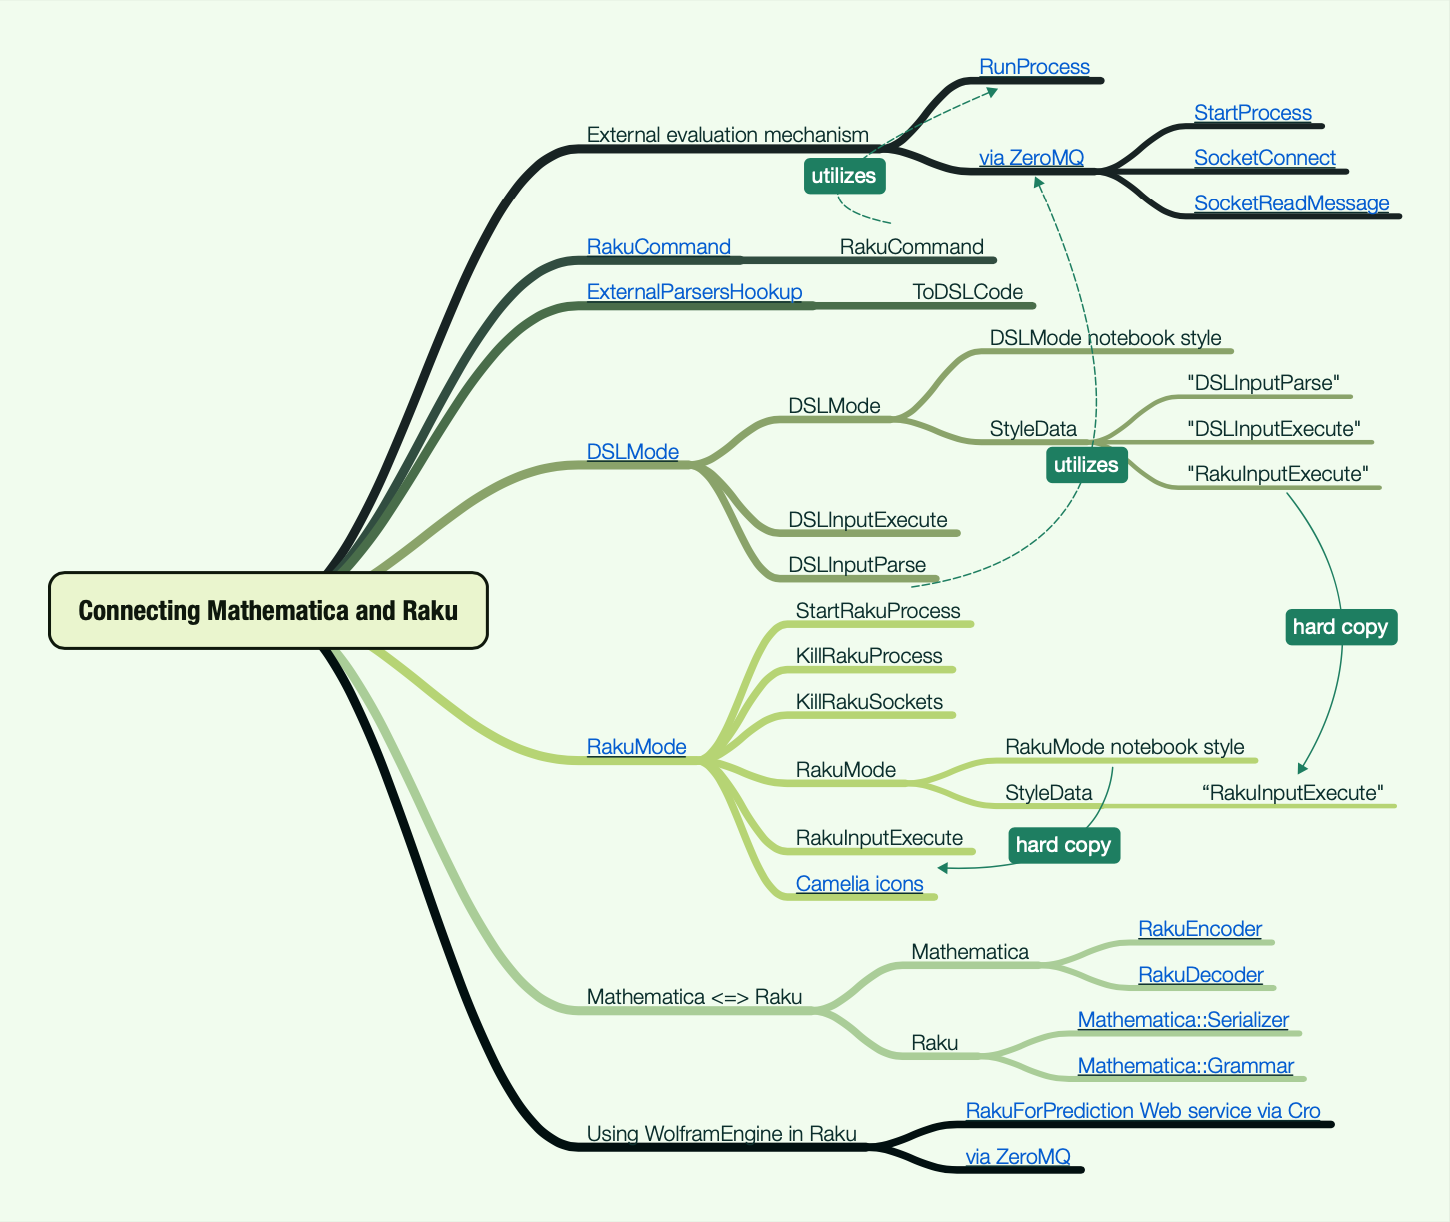 RunProcess
StartProcess
External evaluation mechanism
via ZeroMQ
SocketConnect
utilizes
SocketReadMessage
RakuCommand
RakuCommand
ExternalParsersHookup
ToDSLCode
DSLMode notebook style
"DSLInputParse"
DSLMode
StyleData
"DSLInputExecute"
DSLMode
utilizes
"RakuInputExecute"
DSLInputExecute
DSLInputParse
Connecting Mathematica and Raku
StartRakuProcess
hard copy
KillRakuProcess
KillRakuSockets
RakuMode
RakuMode notebook style
RakuMode
StyleData
“RakuInputExecute"
RakuInputExecute
hard copy
Camelia icons
RakuEncoder
Mathematica
RakuDecoder
Mathematica <=> Raku
Mathematica::Serializer
Raku
Mathematica::Grammar
RakuForPrediction Web service via Cro
Using WolframEngine in Raku
via ZeroMQ